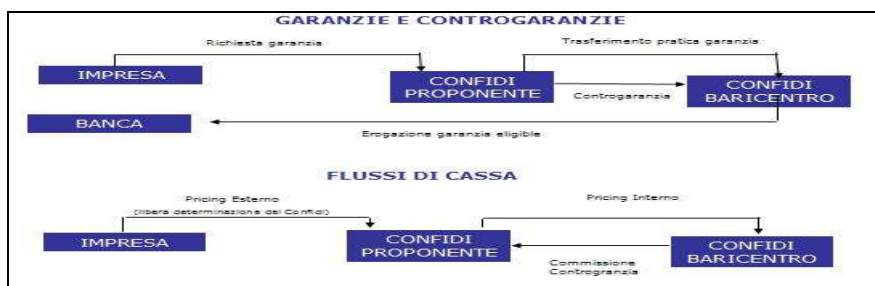 GARANZIE E CONTROGARANZIE
Richiesta garanzia
Trasferimento pratica garanzia
IMPRESA
CONFIDI
PROPONENTE
CONFIDI
BARICENTRO
Controgaranzia
BANCA
Erogazione garanzia eligible
FLUSSI DI CASSA
Pricing Esterno
(libera determinazione dei Confidi)
Pricing Interno
IMPRESA
CONFIDI
PROPONENTE
CONFIDI
BARICENTRO
Commissione
Controgranzia